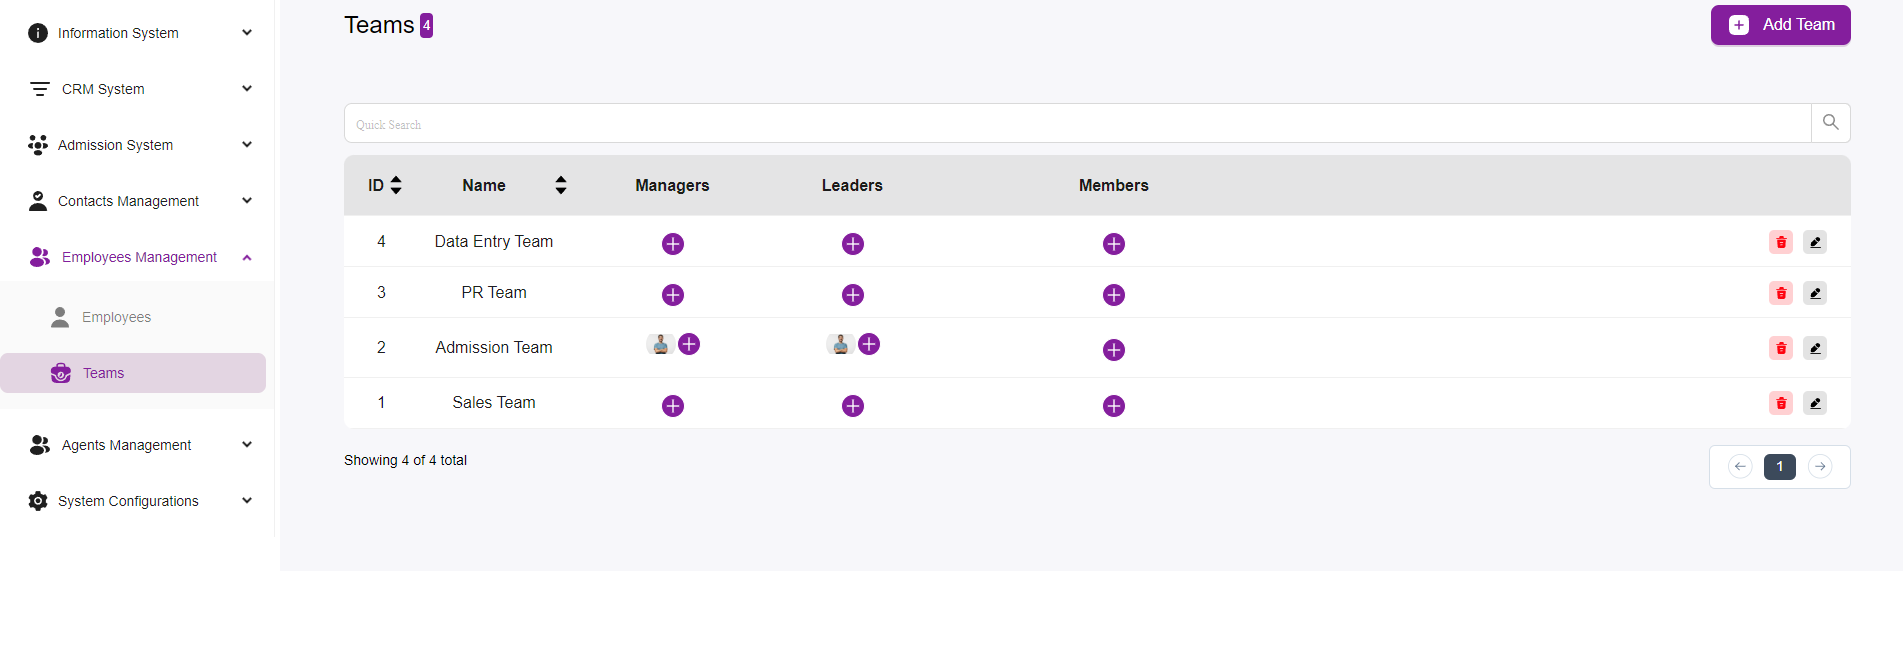 Information System
CRM System
Admission System
Contacts Management
Employees Management
Employees
Teams
Agents Management
System Configurations
Teams 4
Add Team
Quick Search
ID Name Managers Leaders Members
4 Data Entry Team
3 PR Team
2 Admission Team
1 Sales Team
Showing 4 of 4 total
1